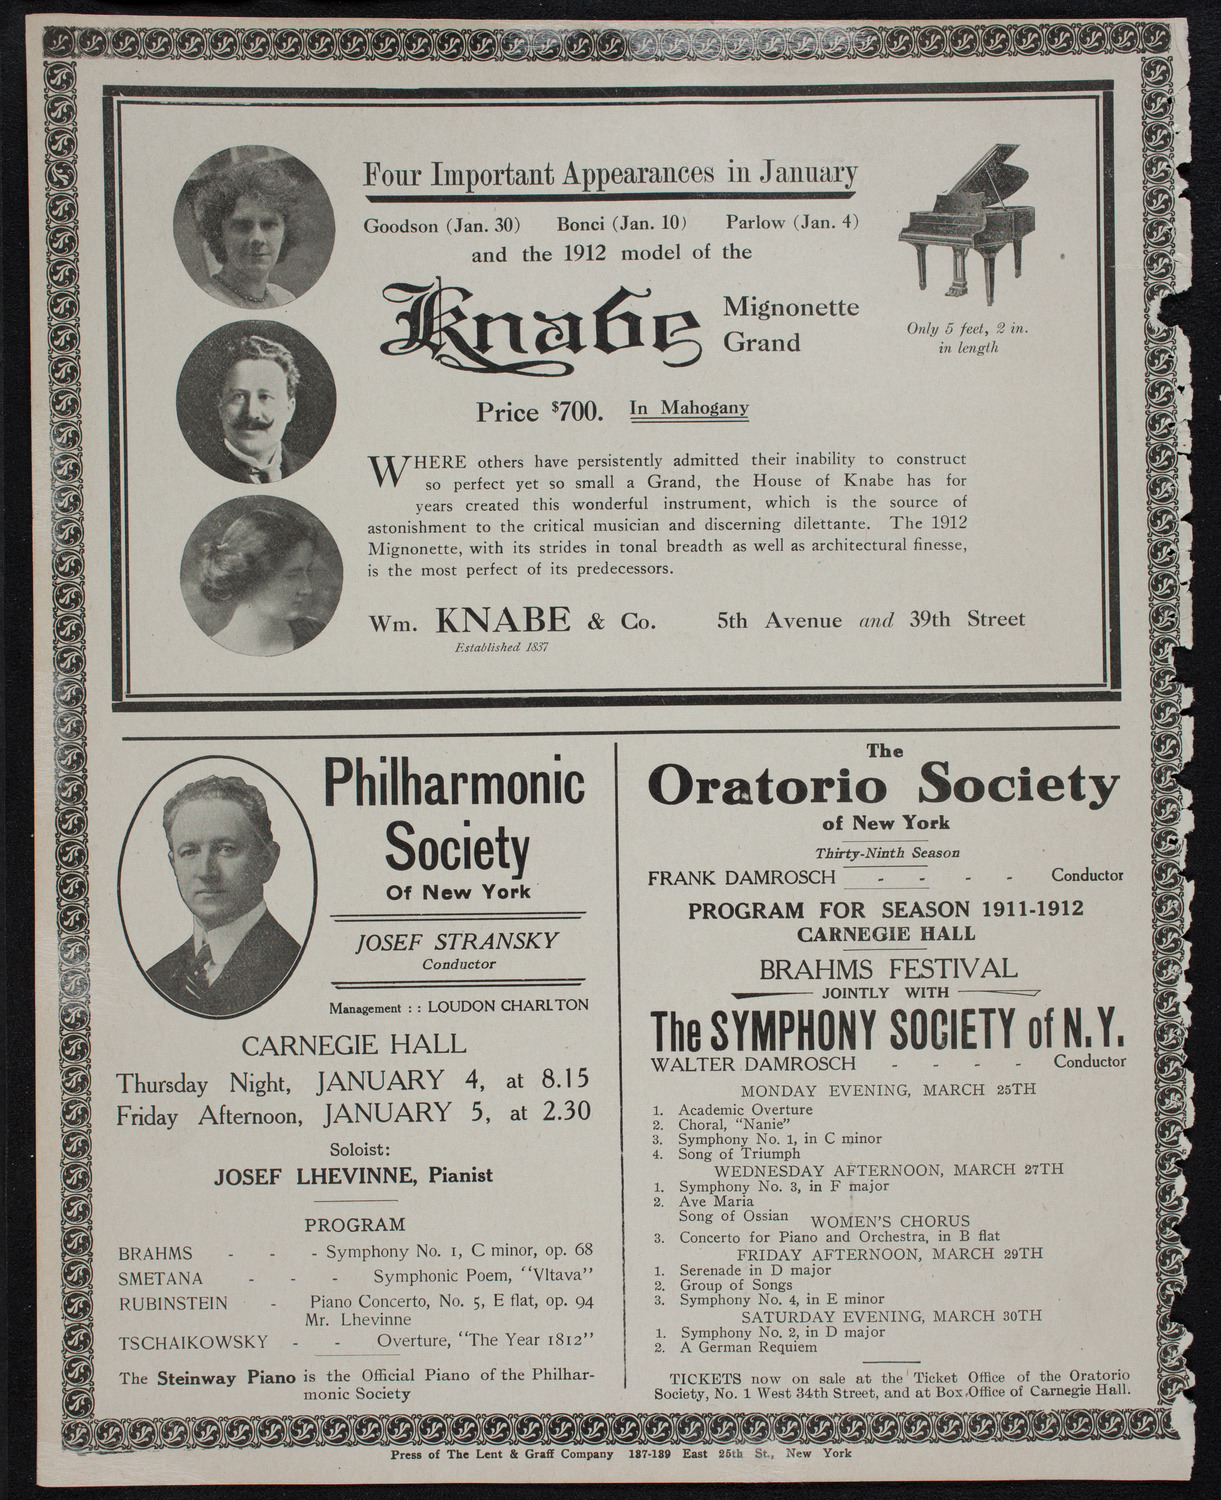 Four Important Appearances in January
Goodson (Jan. 30) Bonci (Jan. 10) Parlow (Jan. 4)
and the 1912 model of the
Knabe
Mignonette
Grand
Only 5 feet, 2 in.
in length
Price $700. In Mahogany
WHERE others have persistently admitted their inability to construct
so perfect yet so small a Grand, the House of Knabe has for
years created this wonderful instrument, which is the source of
astonishment to the critical musician and discerning dilettante. The 1912
Mignonette, with its strides in tonal breadth as well as architectural finesse,
is the most perfect of its predecessors.
Wm. KNABE & Co. 5th Avenue and 39th Street
Established 1837
Philharmonic
Society
Of New York
JOSEF STRANSKY
Conductor
Management : : LOUDON CHARLTON
CARNEGIE HALL
Thursday Night, JANUARY 4, at 8.15
Friday Afternoon, JANUARY 5, at 2.30
Soloist:
JOSEF LHEVINNE, Pianist
PROGRAM
BRAHMS - - - Symphony No. 1, C minor, op. 68
SMETANA - - - Symphonic Poem, "Vltava"
RUBINSTEIN - Piano Concerto, No. 5, E flat, op. 94
Mr. Lhevinne
TSCHAIKOWSKY - - Overture, "The Year 1812"
The Steinway Piano is the Official Piano of the Philhar-
monic Society
The
Oratorio Society
of New York
Thirty-Ninth Season
FRANK DAMROSCH - - - - Conductor
PROGRAM FOR SEASON 1911-1912
CARNEGIE HALL
BRAHMS FESTIVAL
JOINTLY WITH
The SYMPHONY SOCIETY of N.Y.
WALTER DAMROSCH - - - - Conductor
MONDAY EVENING, MARCH 25TH
1. Academic Overture
2. Choral, "Nanie"
3. Symphony No. 1, in C minor
4. Song of Triumph
WEDNESDAY AFTERNOON, MARCH 27TH
1. Symphony No. 3, in F major
2. Ave Maria
Song of Ossian WOMEN'S CHORUS
3. Concerto for Piano and Orchestra, in B flat
FRIDAY AFTERNOON, MARCH 29TH
1. Serenade in D major
2. Group of Songs
3. Symphony No. 4, in E minor
SATURDAY EVENING, MARCH 30TH
1. Symphony No. 2, in D major
2. A German Requiem
TICKETS now on sale at the Ticket Office of the Oratorio
Society, No. 1 West 34th Street, and at Box Office of Carnegie Hall.
Press of The Lent & Graff Company 137-139 East 25th St., New York